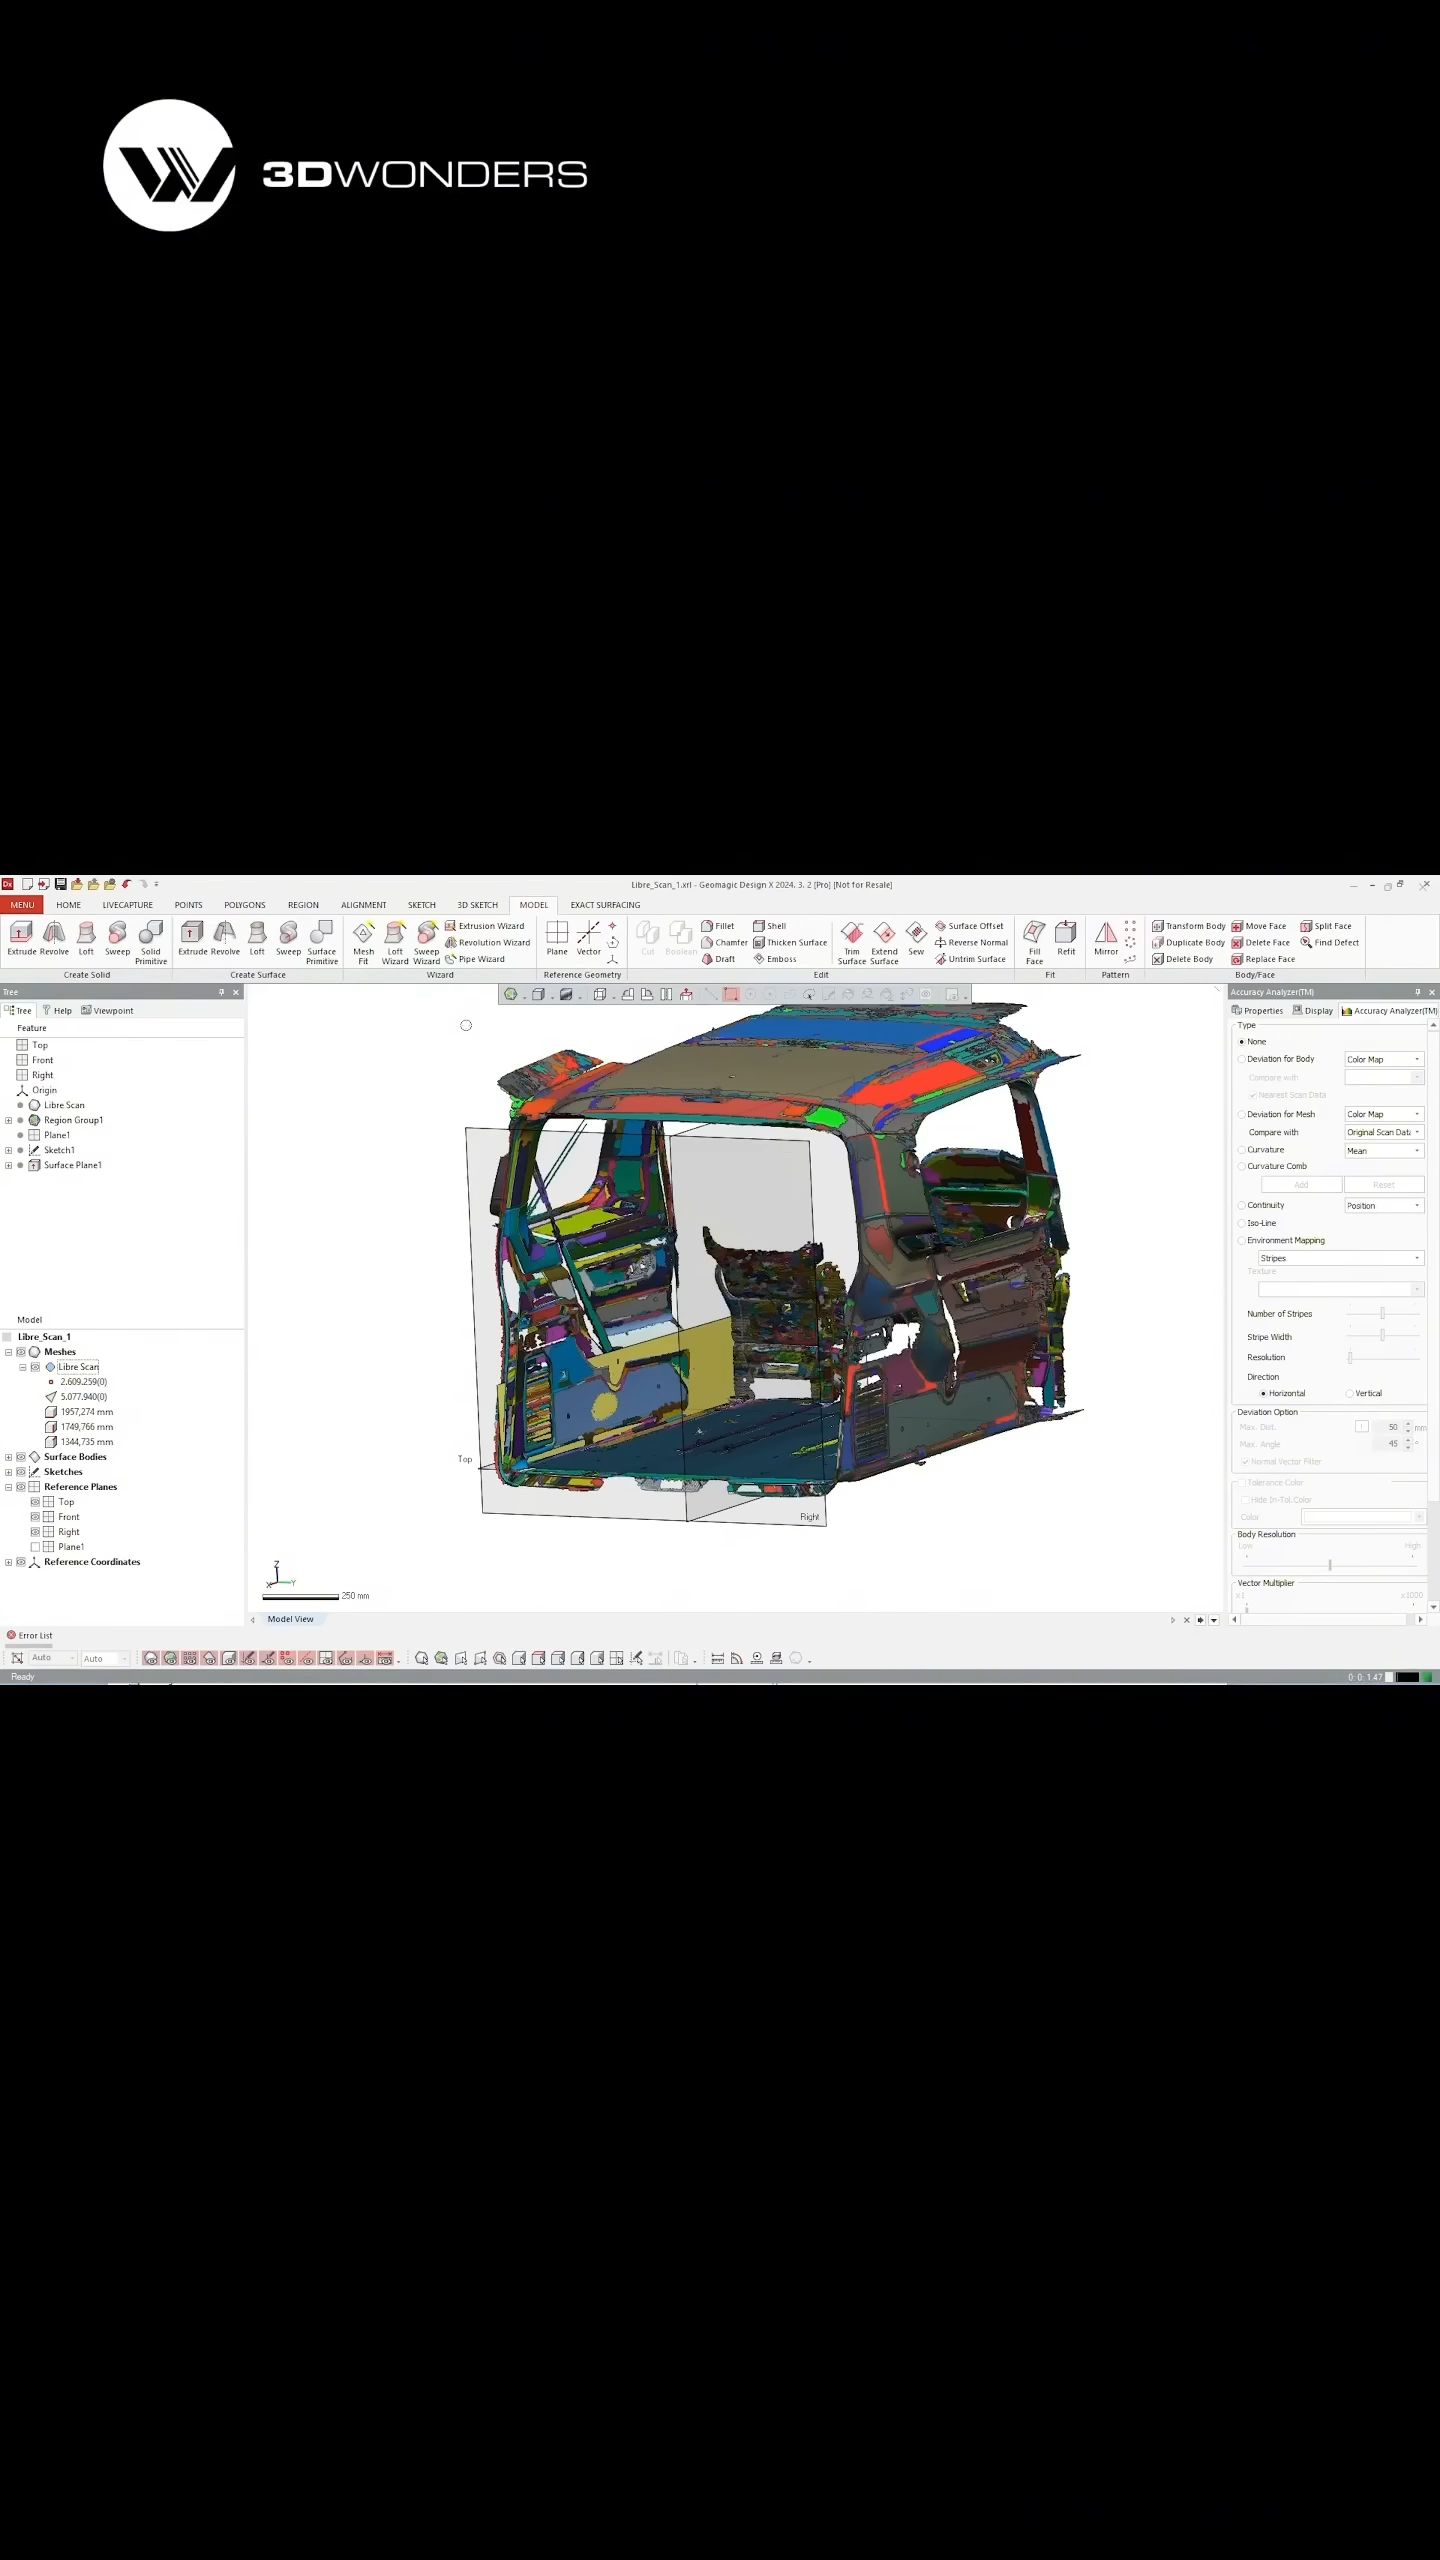 3DWONDERS
Libre_Scan_1.xrl - Geomagic Design X 2024. 3. 2 [Pro] [Not for Resale]
MENU HOME LIVECAPTURE POINTS POLYGONS REGION ALIGNMENT SKETCH 3D SKETCH MODEL EXACT SURFACING
Extrude Revolve Loft Sweep Solid Primitive
Create Solid
Extrude Revolve Loft Sweep Surface Primitive
Create Surface
Mesh Fit Loft Wizard Sweep Wizard
Extrusion Wizard
Revolution Wizard
Pipe Wizard
Wizard
Plane Vector
Reference Geometry
Cut Boolean
Fillet Shell
Chamfer Thicken Surface
Draft Emboss
Trim Surface Extend Surface Sew
Surface Offset
Reverse Normal
Untrim Surface
Edit
Fill Face Refit
Fit
Mirror
Pattern
Transform Body Move Face Split Face
Duplicate Body Delete Face Find Defect
Delete Body Replace Face
Body/Face
Tree
Tree Help Viewpoint
Feature
Top
Front
Right
Origin
Libre Scan
Region Group1
Plane1
Sketch1
Surface Plane1
Model
Libre_Scan_1
Meshes
Libre Scan
2.609.259(0)
5.077.940(0)
1957,274 mm
1749,766 mm
1344,735 mm
Surface Bodies
Sketches
Reference Planes
Top
Front
Right
Plane1
Reference Coordinates
Top
Right
Z
X Y
250 mm
Model View
Accuracy Analyzer(TM)
Properties Display Accuracy Analyzer(TM)
Type
None
Deviation for Body Color Map
Compare with
Nearest Scan Data
Deviation for Mesh Color Map
Compare with Original Scan Data
Curvature Mean
Curvature Comb
Add Reset
Continuity Position
Iso-Line
Environment Mapping
Stripes
Texture
Number of Stripes
Stripe Width
Resolution
Direction
Horizontal Vertical
Deviation Option
Max. Dist. 50 mm
Max. Angle 45 °
Normal Vector Filter
Tolerance Color
Hide In-Tol.Color
Color
Body Resolution
Low High
Vector Multiplier
x1 x1000
Error List
Auto Auto
Ready
0: 0: 1.47